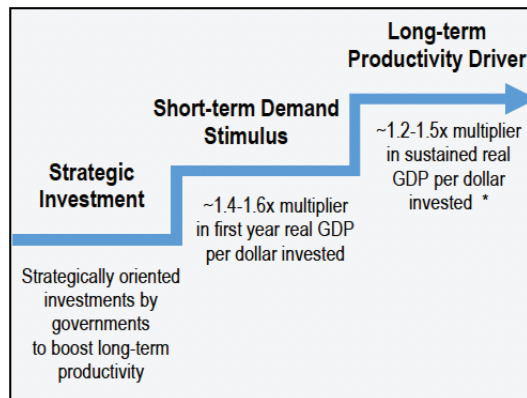 Strategic
Investment
Strategically oriented
investments by
governments
to boost long-term
productivity
Short-term Demand
Stimulus
~1.4-1.6x multiplier
in first year real GDP
per dollar invested
Long-term
Productivity Driver
~1.2-1.5x multiplier
in sustained real
GDP per dollar
invested *